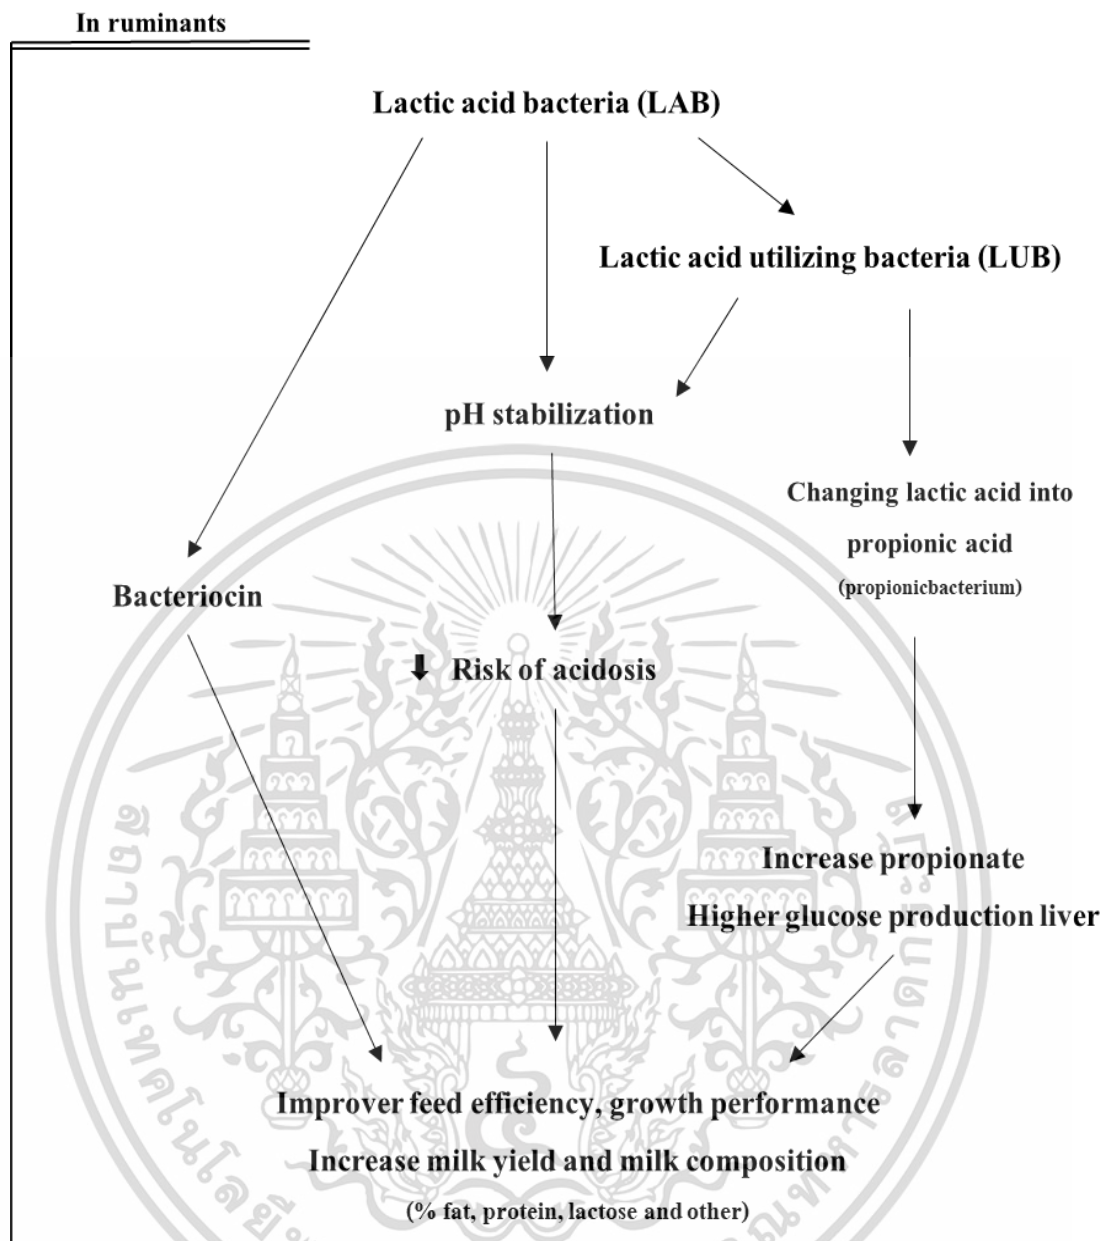 In ruminants
Lactic acid bacteria (LAB)
Lactic acid utilizing bacteria (LUB)
pH stabilization
Changing lactic acid into
propionic acid
(propionicbacterium)
Bacteriocin
⬇ Risk of acidosis
Increase propionate
Higher glucose production liver
Improver feed efficiency, growth performance
Increase milk yield and milk composition
(% fat, protein, lactose and other)